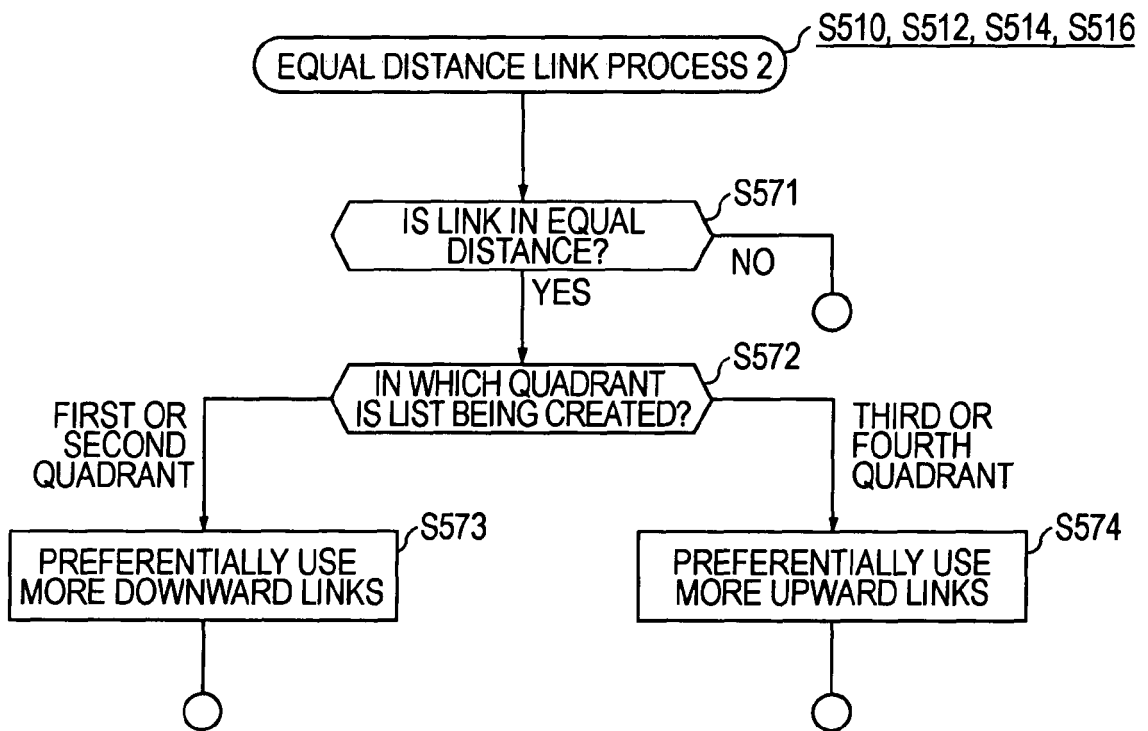 S510, S512, S514, S516
EQUAL DISTANCE LINK PROCESS 2
S571
IS LINK IN EQUAL
DISTANCE?
NO
YES
S572
IN WHICH QUADRANT
IS LIST BEING CREATED?
FIRST OR
SECOND
QUADRANT
THIRD OR
FOURTH
QUADRANT
S573
PREFERENTIALLY USE
MORE DOWNWARD LINKS
S574
PREFERENTIALLY USE
MORE UPWARD LINKS